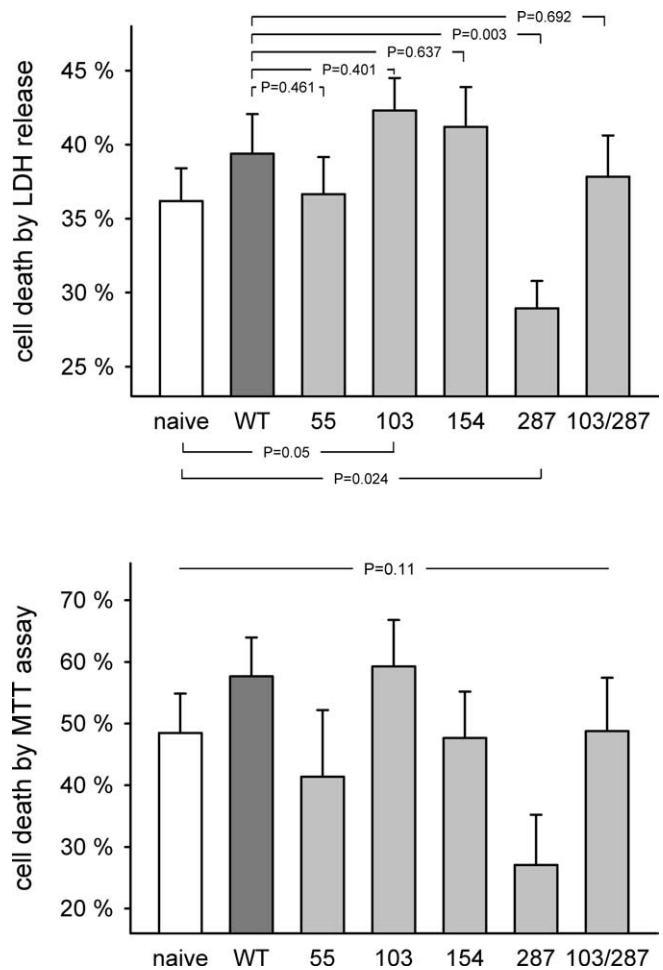 P=0.692
P=0.003
P=0.637
P=0.401
P=0.461
cell death by LDH release
45 %
40 %
35 %
30 %
25 %
naive WT 55 103 154 287 103/287
P=0.05
P=0.024
P=0.11
cell death by MTT assay
70 %
60 %
50 %
40 %
30 %
20 %
naive WT 55 103 154 287 103/287